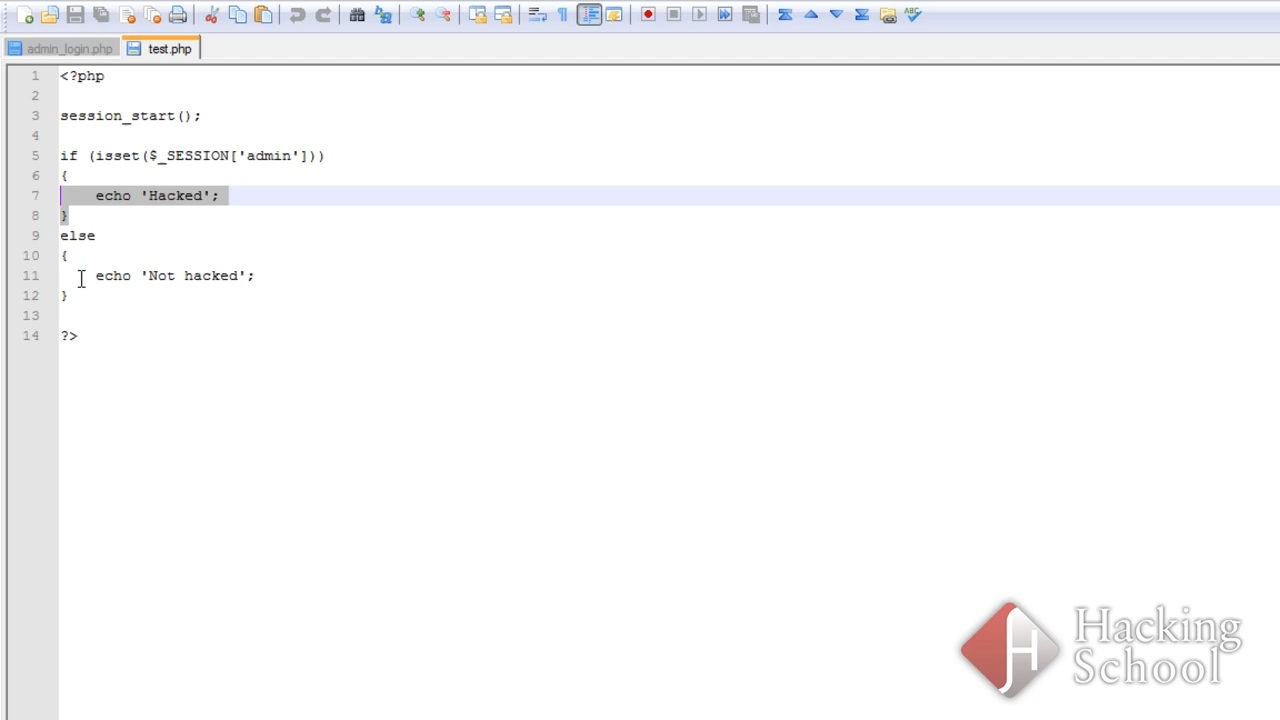 admin_login.php test.php
1 <?php
2
3 session_start();
4
5 if (isset($_SESSION['admin']))
6 {
7 echo 'Hacked';
8 }
9 else
10 {
11 echo 'Not hacked';
12 }
13
14 ?>
Hacking
School